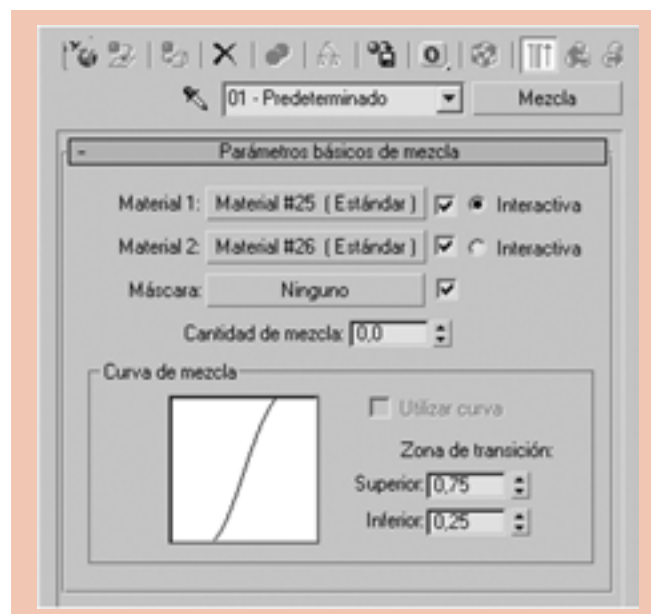 01 - Predeterminado
Mezcla
- Parámetros básicos de mezcla
Material 1: Material #25 ( Estándar ) Interactiva
Material 2: Material #26 ( Estándar ) Interactiva
Máscara: Ninguno
Cantidad de mezcla: 0,0
Curva de mezcla
Utilizar curva
Zona de transición:
Superior: 0,75
Inferior: 0,25